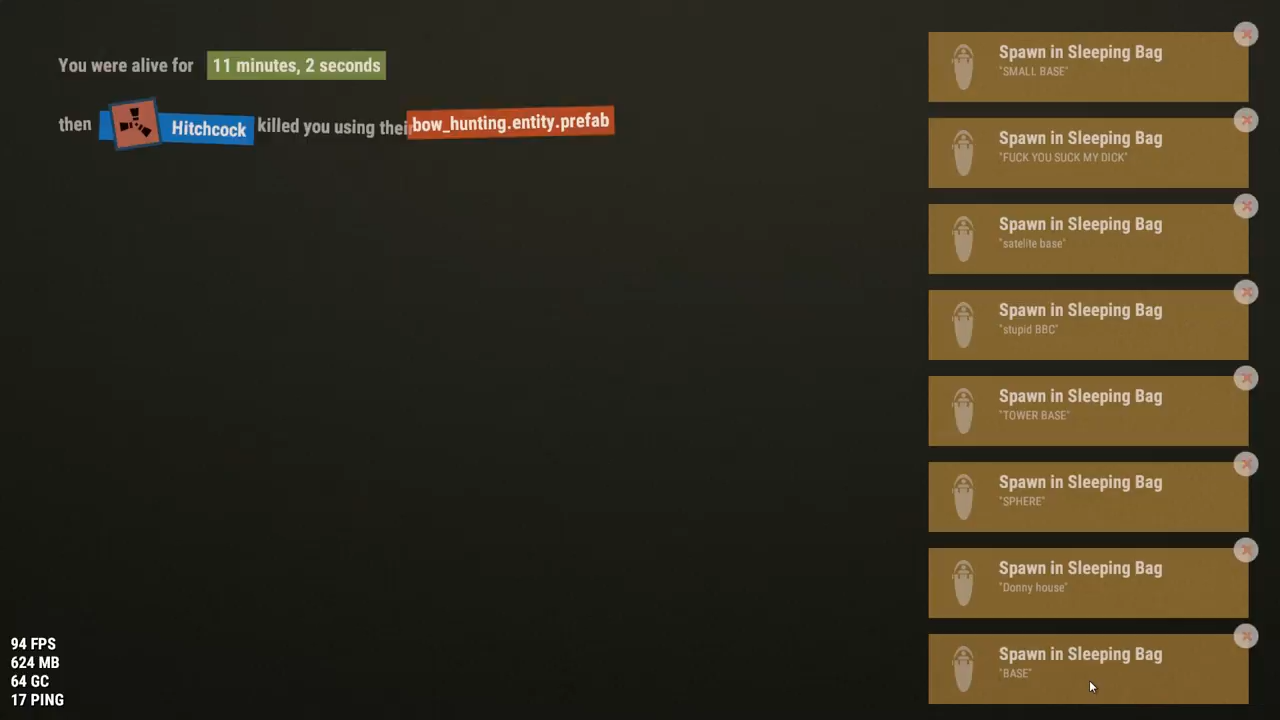 You were alive for 11 minutes, 2 seconds
then Hitchcock killed you using their bow_hunting.entity.prefab
Spawn in Sleeping Bag
"SMALL BASE"
Spawn in Sleeping Bag
"FUCK YOU SUCK MY DICK"
Spawn in Sleeping Bag
"satelite base"
Spawn in Sleeping Bag
"stupid BBC"
Spawn in Sleeping Bag
"TOWER BASE"
Spawn in Sleeping Bag
"SPHERE"
Spawn in Sleeping Bag
"Donny house"
Spawn in Sleeping Bag
"BASE"
94 FPS
624 MB
64 GC
17 PING